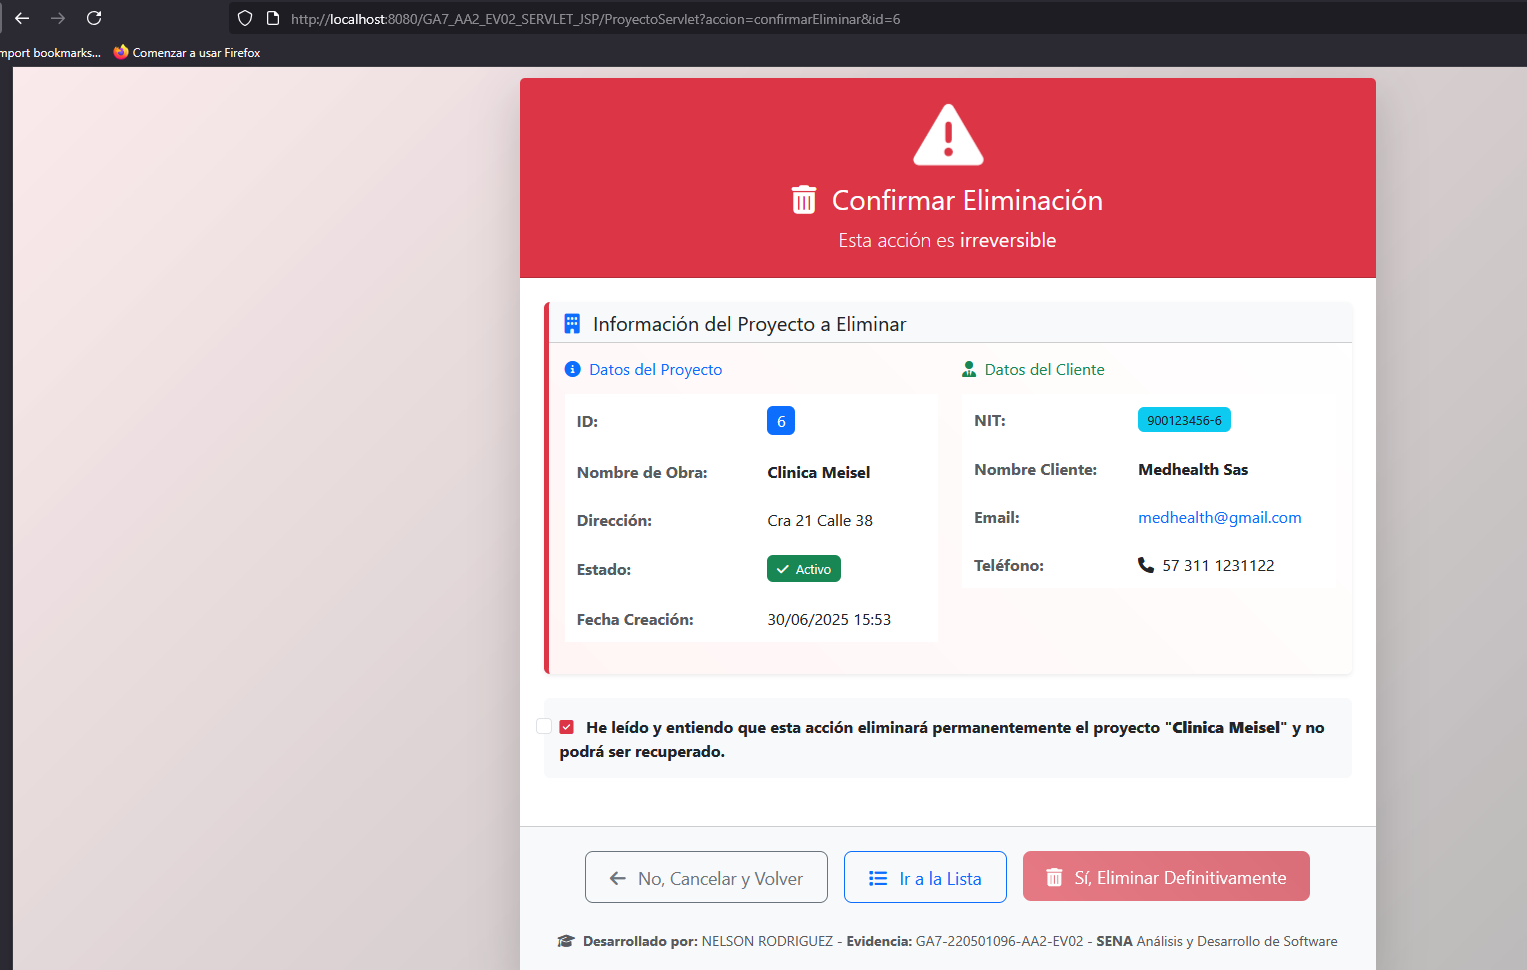 http://localhost:8080/GA7_AA2_EV02_SERVLET_JSP/ProyectoServlet?accion=confirmarEliminar&id=6
mport bookmarks...
Comenzar a usar Firefox
Confirmar Eliminación
Esta acción es irreversible
Información del Proyecto a Eliminar
Datos del Proyecto
ID: 6
Nombre de Obra: Clinica Meisel
Dirección: Cra 21 Calle 38
Estado: Activo
Fecha Creación: 30/06/2025 15:53
Datos del Cliente
NIT: 900123456-6
Nombre Cliente: Medhealth Sas
Email: medhealth@gmail.com
Teléfono: 57 311 1231122
He leído y entiendo que esta acción eliminará permanentemente el proyecto "Clinica Meisel" y no
podrá ser recuperado.
No, Cancelar y Volver
Ir a la Lista
Sí, Eliminar Definitivamente
Desarrollado por: NELSON RODRIGUEZ - Evidencia: GA7-220501096-AA2-EV02 - SENA Análisis y Desarrollo de Software